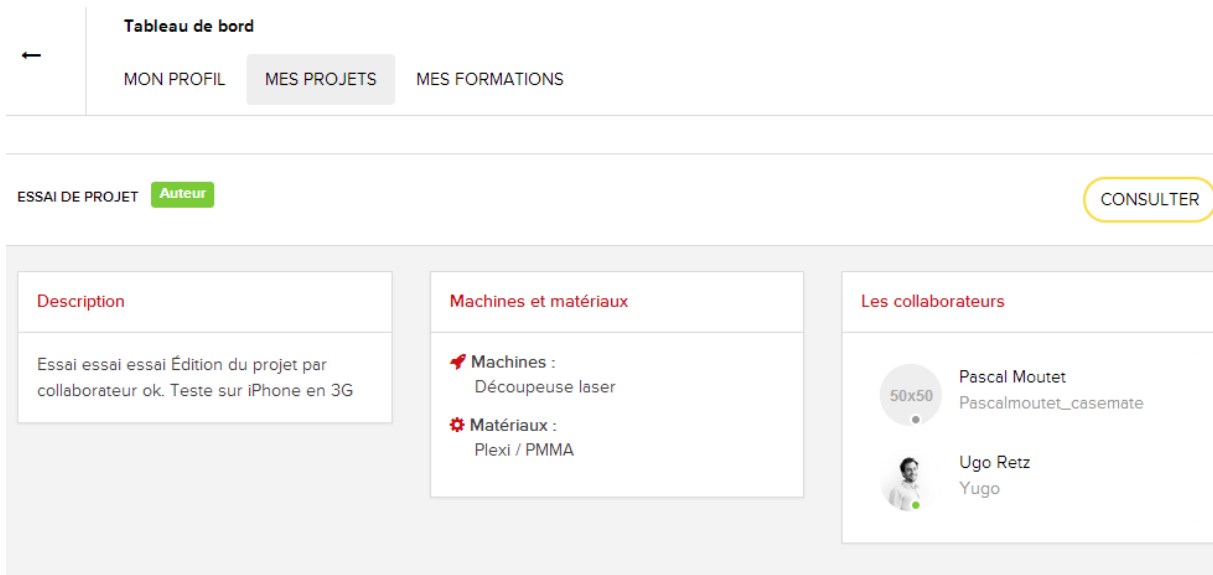 Tableau de bord
MON PROFIL MES PROJETS MES FORMATIONS
ESSAI DE PROJET Auteur
CONSULTER
Description
Essai essai essai Édition du projet par
collaborateur ok. Teste sur iPhone en 3G
Machines et matériaux
Machines :
Découpeuse laser
Matériaux :
Plexi / PMMA
Les collaborateurs
50x50
Pascal Moutet
Pascalmoutet_casemate
Ugo Retz
Yugo